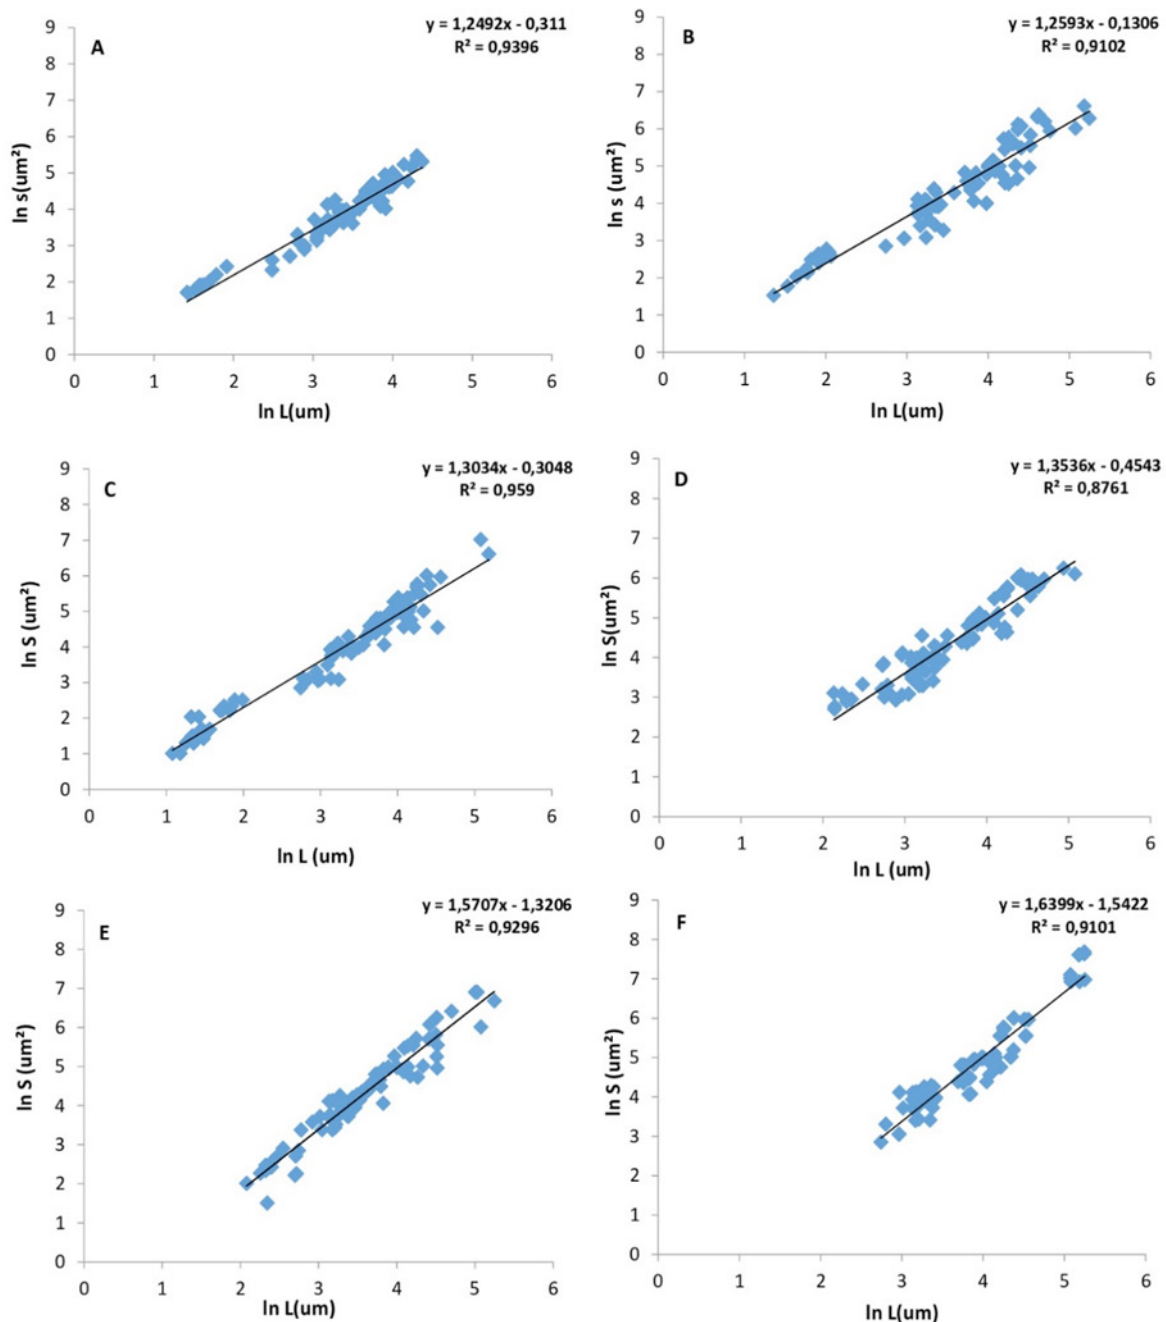 A
y = 1,2492x - 0,311
R² = 0,9396
9
8
7
6
5
4
3
2
1
0
ln s(um²)
0 1 2 3 4 5 6
ln L(um)
B
y = 1,2593x - 0,1306
R² = 0,9102
9
8
7
6
5
4
3
2
1
0
ln s (um²)
0 1 2 3 4 5 6
ln L(um)
C
y = 1,3034x - 0,3048
R² = 0,959
9
8
7
6
5
4
3
2
1
0
ln S (um²)
0 1 2 3 4 5 6
ln L (um)
D
y = 1,3536x - 0,4543
R² = 0,8761
9
8
7
6
5
4
3
2
1
0
ln S(um²)
0 1 2 3 4 5 6
ln L (um)
E
y = 1,5707x - 1,3206
R² = 0,9296
9
8
7
6
5
4
3
2
1
0
ln S (um²)
0 1 2 3 4 5 6
ln L(um)
F
y = 1,6399x - 1,5422
R² = 0,9101
9
8
7
6
5
4
3
2
1
0
ln S (um²)
0 1 2 3 4 5 6
ln L(um)